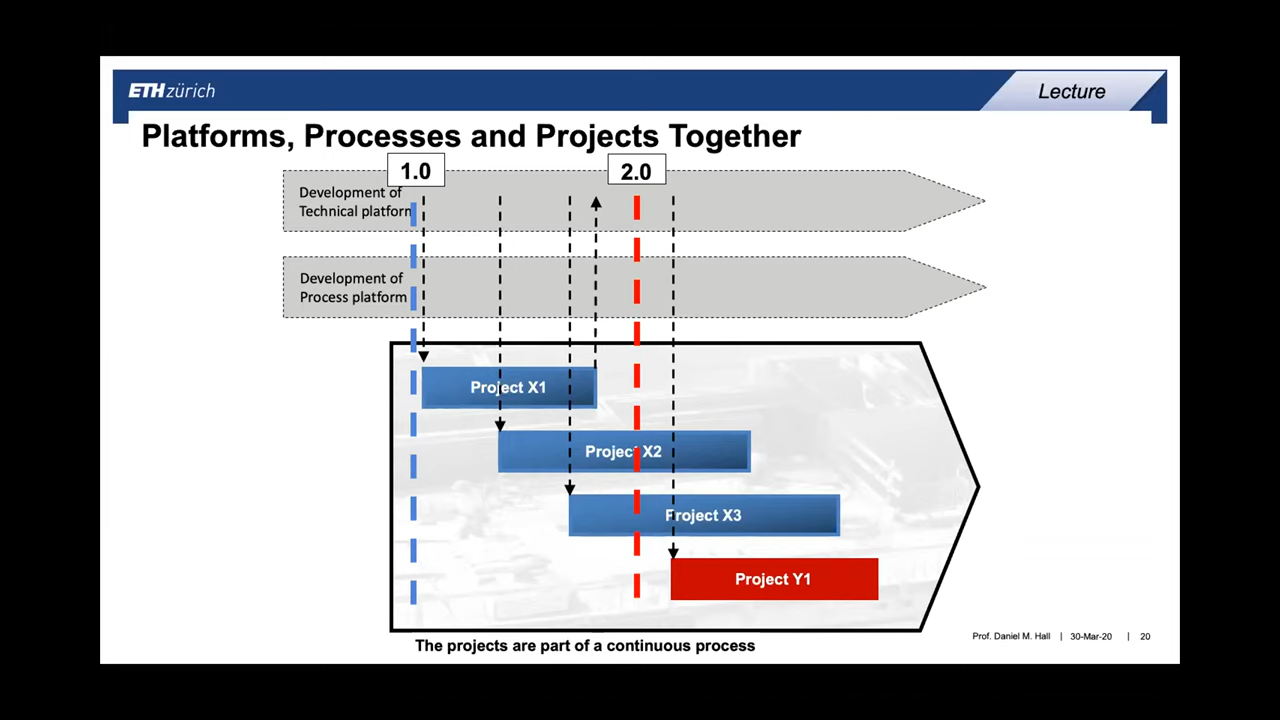 ETH zürich
Lecture
Platforms, Processes and Projects Together
1.0
2.0
Development of
Technical platform
Development of
Process platform
Project X1
Project X2
Project X3
Project Y1
Prof. Daniel M. Hall | 30-Mar-20 | 20
The projects are part of a continuous process